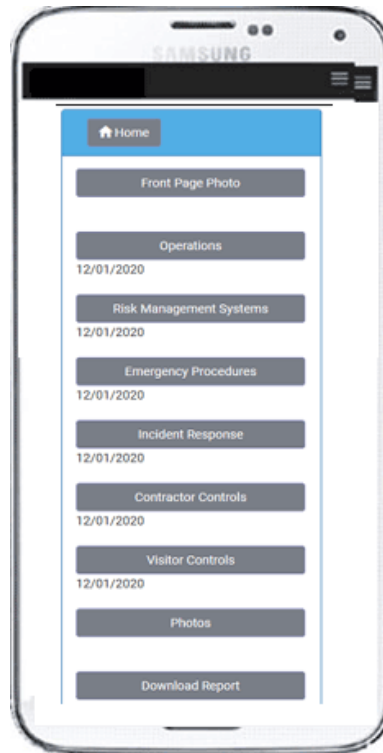 SAMSUNG
Home
Front Page Photo
Operations
12/01/2020
Risk Management Systems
12/01/2020
Emergency Procedures
12/01/2020
Incident Response
12/01/2020
Contractor Controls
12/01/2020
Visitor Controls
12/01/2020
Photos
Download Report